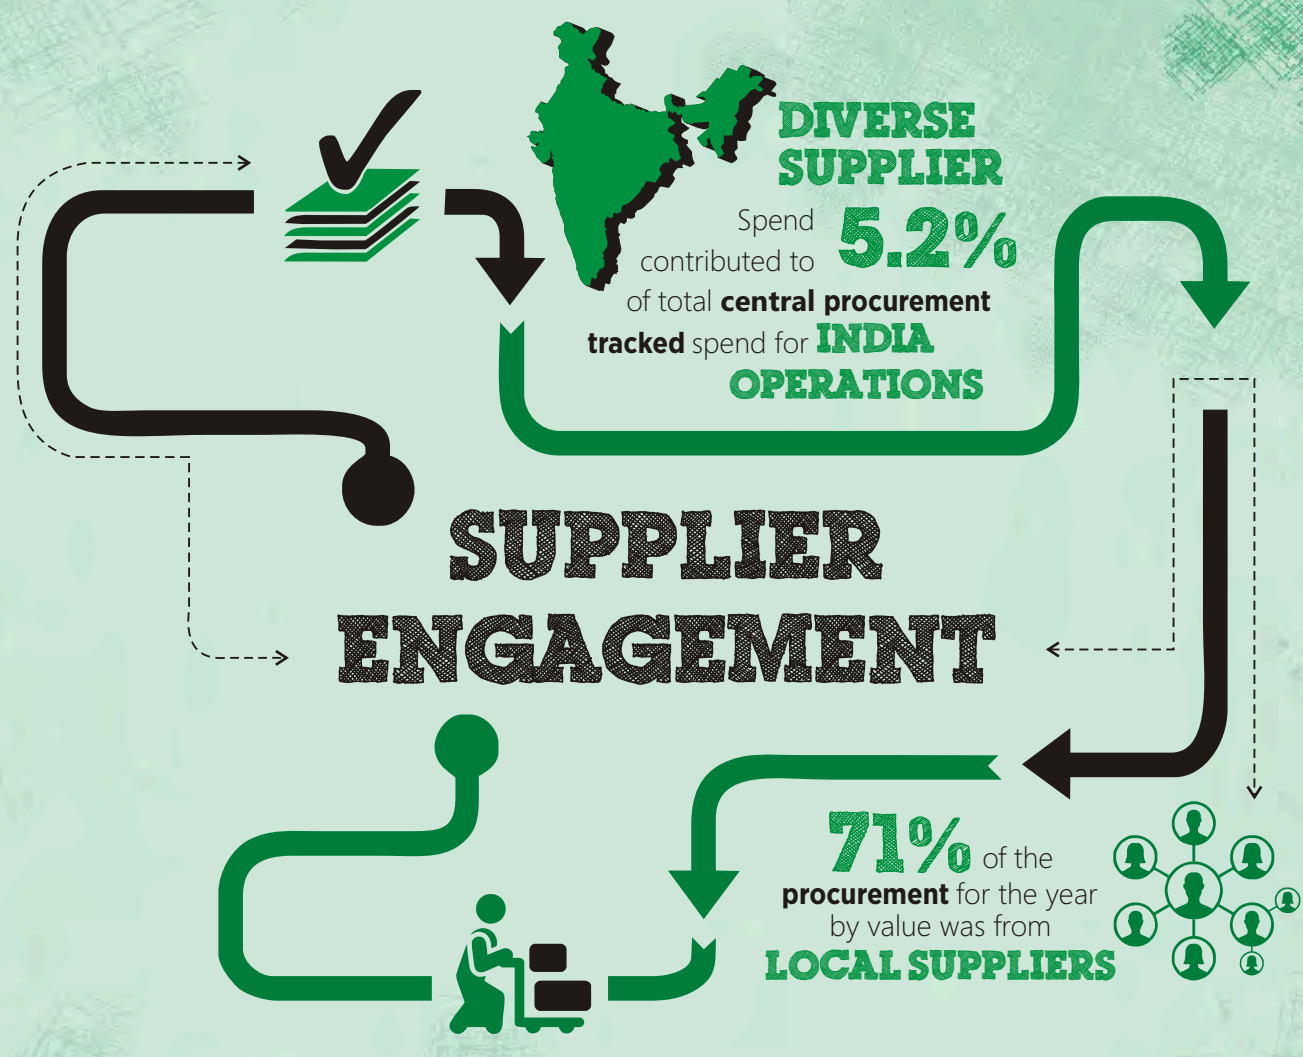 DIVERSE
SUPPLIER
Spend 5.2%
contributed to
of total central procurement
tracked spend for INDIA
OPERATIONS
SUPPLIER
ENGAGEMENT
71% of the
procurement for the year
by value was from
LOCAL SUPPLIERS